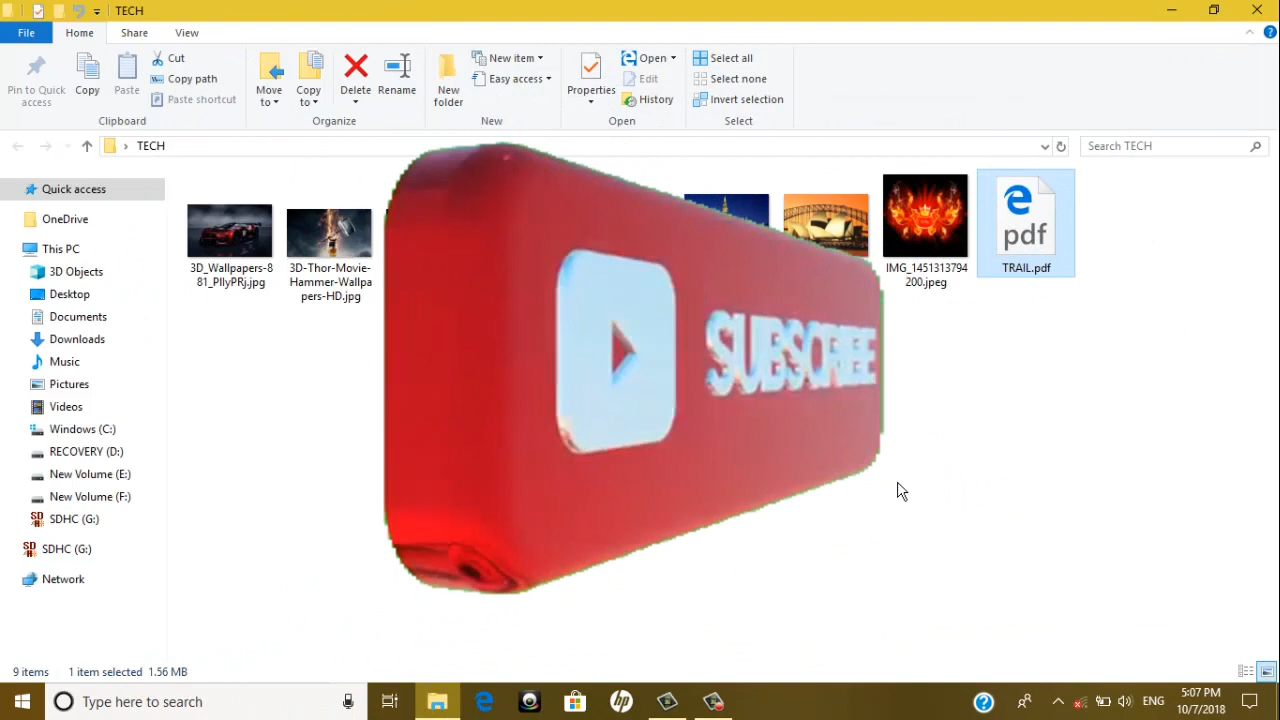 TECH
File
Home
Share
View
Pin to Quick
access
Copy
Paste
Cut
Copy path
Paste shortcut
Move
to
Copy
to
Delete
Rename
New
folder
New item
Easy access
Properties
Open
Edit
History
Select all
Select none
Invert selection
Clipboard
Organize
New
Open
Select
TECH
Search TECH
Quick access
OneDrive
This PC
3D Objects
Desktop
Documents
Downloads
Music
Pictures
Videos
Windows (C:)
RECOVERY (D:)
New Volume (E:)
New Volume (F:)
SDHC (G:)
SDHC (G:)
Network
3D_Wallpapers-8
81_PIlyPRj.jpg
3D-Thor-Movie-
Hammer-Wallpa
pers-HD.jpg
IMG_1451313794
200.jpeg
pdf
TRAIL.pdf
SUBSCRIBE
9 items
1 item selected 1.56 MB
Type here to search
ENG
5:07 PM
10/7/2018